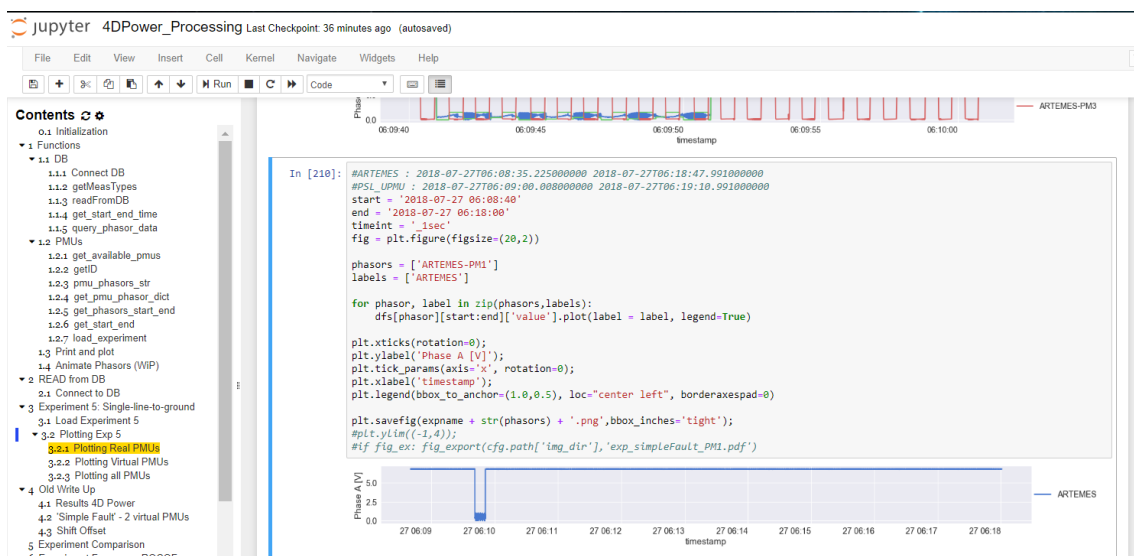 jupyter 4DPower_Processing Last Checkpoint: 36 minutes ago (autosaved)
File Edit View Insert Cell Kernel Navigate Widgets Help
Run Code
Contents
0.1 Initialization
1 Functions
1.1 DB
1.1.1 Connect DB
1.1.2 getMeasTypes
1.1.3 readFromDB
1.1.4 get_start_end_time
1.1.5 query_phasor_data
1.2 PMUs
1.2.1 get_available_pmus
1.2.2 getID
1.2.3 pmu_phasors_str
1.2.4 get_pmu_phasor_dict
1.2.5 get_phasors_start_end
1.2.6 get_start_end
1.2.7 load_experiment
1.3 Print and plot
1.4 Animate Phasors (WiP)
2 READ from DB
2.1 Connect to DB
3 Experiment 5: Single-line-to-ground
3.1 Load Experiment 5
3.2 Plotting Exp 5
3.2.1 Plotting Real PMUs
3.2.2 Plotting Virtual PMUs
3.2.3 Plotting all PMUs
4 Old Write Up
4.1 Results 4D Power
4.2 'Simple Fault' - 2 virtual PMUs
4.3 Shift Offset
5 Experiment Comparison
0.0
06:09:40 06:09:45 06:09:50 06:09:55 06:10:00
timestamp
ARTEMES-PM3
In [210]:
#ARTEMES : 2018-07-27T06:08:35.225000000 2018-07-27T06:18:47.991000000
#PSL_UPMU : 2018-07-27T06:09:00.008000000 2018-07-27T06:19:10.991000000
start = '2018-07-27 06:08:40'
end = '2018-07-27 06:18:00'
timeint = '_1sec'
fig = plt.figure(figsize=(20,2))
phasors = ['ARTEMES-PM1']
labels = ['ARTEMES']
for phasor, label in zip(phasors,labels):
dfs[phasor][start:end]['value'].plot(label = label, legend=True)
plt.xticks(rotation=0);
plt.ylabel('Phase A [V]');
plt.tick_params(axis='x', rotation=0);
plt.xlabel('timestamp');
plt.legend(bbox_to_anchor=(1.0,0.5), loc="center left", borderaxespad=0)
plt.savefig(expname + str(phasors) + '.png',bbox_inches='tight');
#plt.ylim((-1,4));
#if fig_ex: fig_export(cfg.path['img_dir'],'exp_simpleFault_PM1.pdf')
Phase A [V]
5.0
2.5
0.0
27 06:09 27 06:10 27 06:11 27 06:12 27 06:13 27 06:14 27 06:15 27 06:16 27 06:17 27 06:18
timestamp
ARTEMES